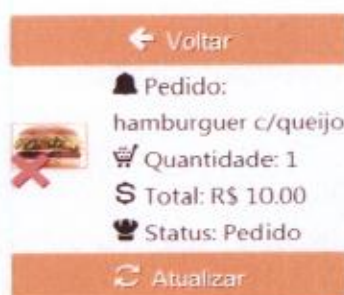 Voltar
Pedido:
hamburguer c/queijo
Quantidade: 1
Total: R$ 10.00
Status: Pedido
Atualizar